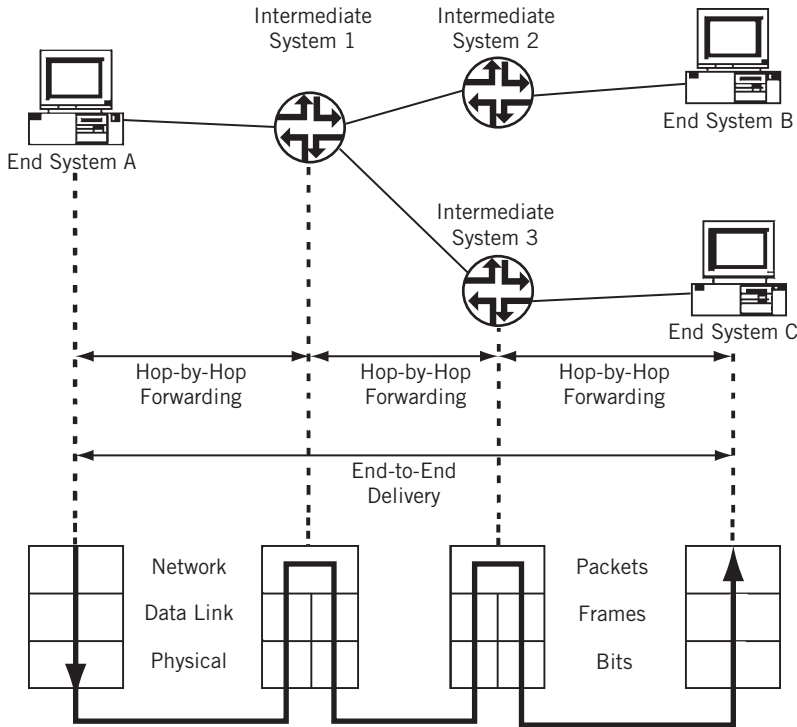 Intermediate
System 1
Intermediate
System 2
End System B
End System A
Intermediate
System 3
End System C
Hop-by-Hop
Forwarding
Hop-by-Hop
Forwarding
Hop-by-Hop
Forwarding
End-to-End
Delivery
Network
Packets
Data Link
Frames
Physical
Bits